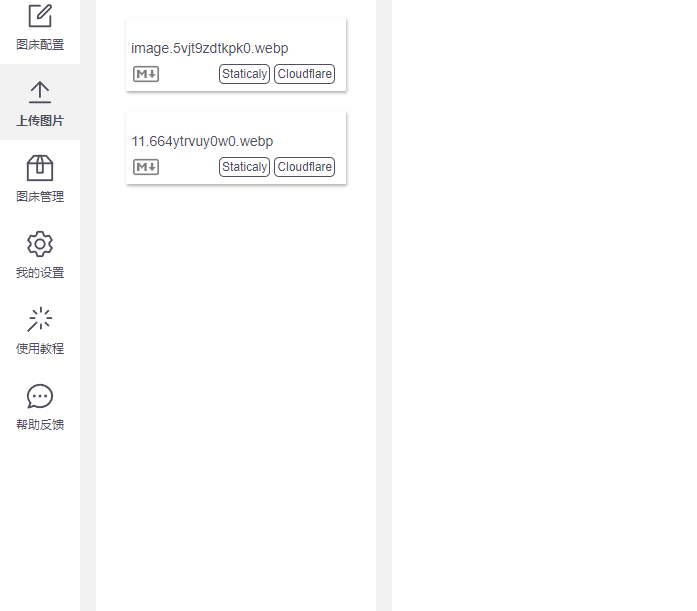 图床配置
上传图片
图床管理
我的设置
使用教程
帮助反馈
image.5vjt9zdtkpk0.webp
M Staticaly Cloudflare
11.664ytrvuy0w0.webp
M Staticaly Cloudflare